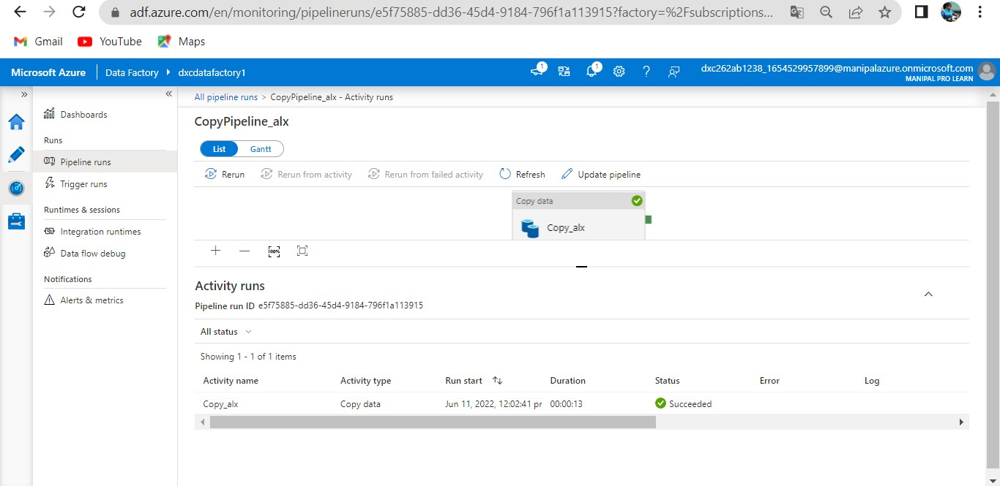 adf.azure.com/en/monitoring/pipelineruns/e5f75885-dd36-45d4-9184-796f1a113915?factory=%2Fsubscriptions...
Gmail YouTube Maps
Microsoft Azure Data Factory dxcdatafactory1 1 1 ? dxc262ab1238_1654529957899@manipalazure.onmicrosoft.com
MANIPAL PRO LEARN
» «
Dashboards
Runs
Pipeline runs
Trigger runs
Runtimes & sessions
Integration runtimes
Data flow debug
Notifications
Alerts & metrics
All pipeline runs > CopyPipeline_alx - Activity runs
CopyPipeline_alx
List Gantt
Rerun Rerun from activity Rerun from failed activity Refresh Update pipeline
Copy data
Copy_alx
100%
Activity runs
Pipeline run ID e5f75885-dd36-45d4-9184-796f1a113915
All status
Showing 1 - 1 of 1 items
Activity name Activity type Run start Duration Status Error Log
Copy_alx Copy data Jun 11, 2022, 12:02:41 pr 00:00:13 Succeeded